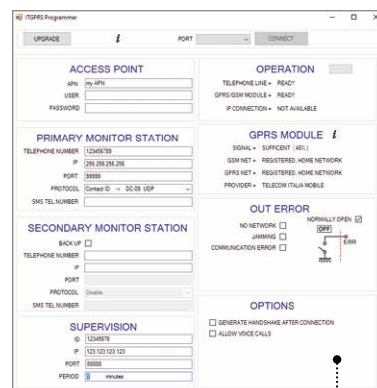 ITGPRS Programmer
UPGRADE i PORT CONNECT
ACCESS POINT
APN my APN
USER
PASSWORD
PRIMARY MONITOR STATION
TELEPHONE NUMBER 123456789
IP 256.256.256.256
PORT 99999
PROTOCOL Contact ID -> DC-09 UDP
SMS TEL.NUMBER
SECONDARY MONITOR STATION
BACK UP
TELEPHONE NUMBER
IP
PORT
PROTOCOL Disable
SMS TEL.NUMBER
SUPERVISION
ID 12345678
IP 123.123.123.123
PORT 88888
PERIOD minutes
OPERATION
TELEPHONE LINE = READY
GPRS/GSM MODULE = READY
IP CONNECTION = NOT AVAILABLE
GPRS MODULE i
SIGNAL = SUFFICENT ( 48% )
GSM NET = REGISTERED, HOME NETWORK
GPRS NET = REGISTERED, HOME NETWORK
PROVIDER = TELECOM ITALIA MOBILE
OUT ERROR
NORMALLY OPEN
NO NETWORK
OFF
JAMMING
ERR
COMMUNICATION ERROR
OPTIONS
GENERATE HANDSHAKE AFTER CONNECTION
ALLOW VOICE CALLS